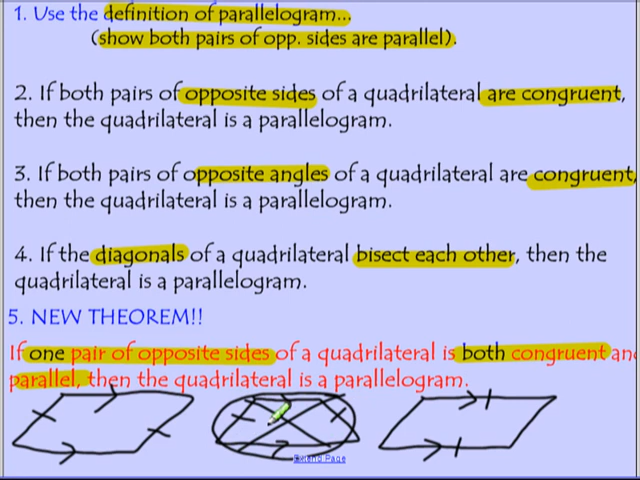 1. Use the definition of parallelogram...
(show both pairs of opp. sides are parallel).
2. If both pairs of opposite sides of a quadrilateral are congruent,
then the quadrilateral is a parallelogram.
3. If both pairs of opposite angles of a quadrilateral are congruent,
then the quadrilateral is a parallelogram.
4. If the diagonals of a quadrilateral bisect each other, then the
quadrilateral is a parallelogram.
5. NEW THEOREM!!
If one pair of opposite sides of a quadrilateral is both congruent an
parallel, then the quadrilateral is a parallelogram.
Extend Page